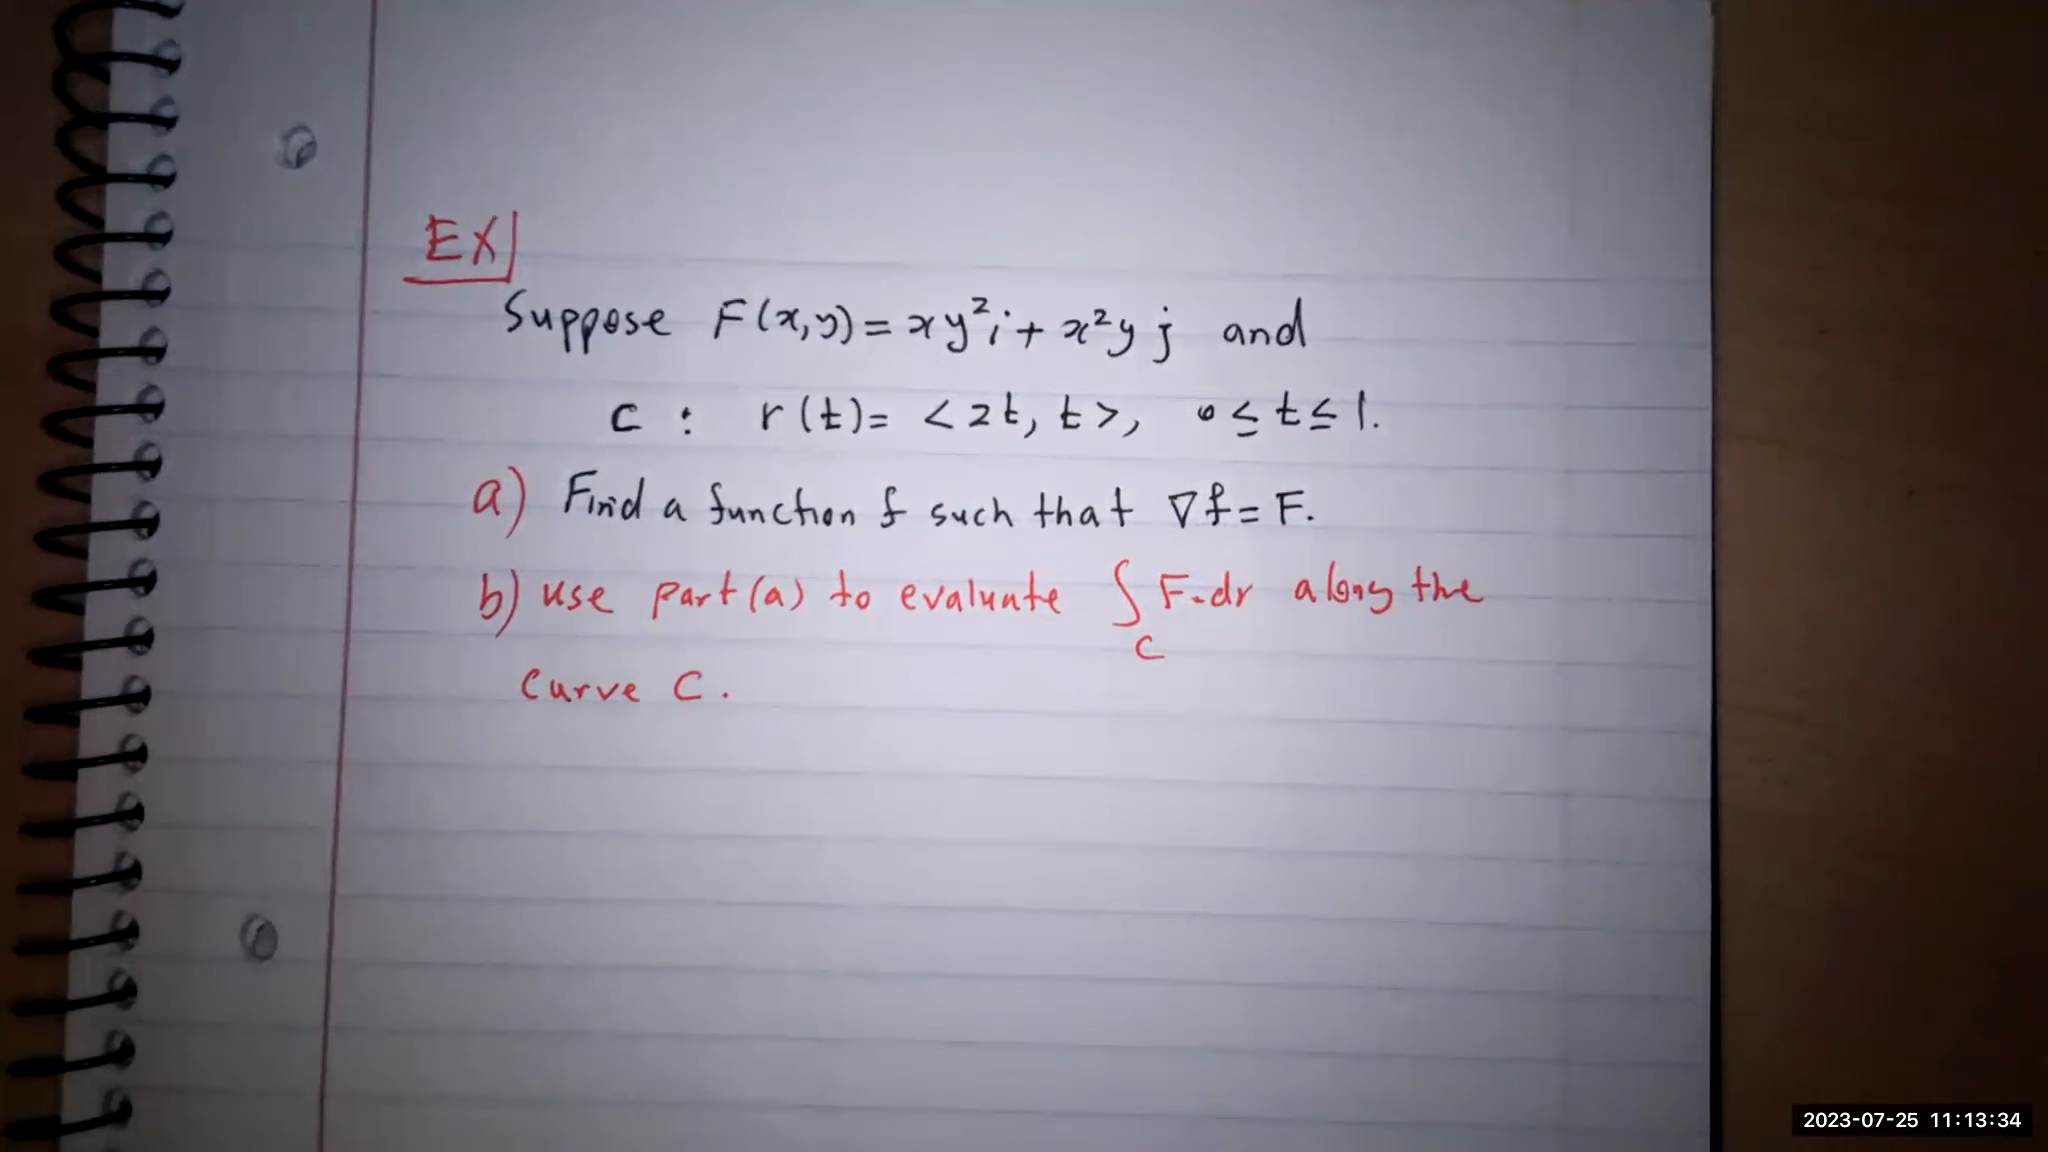 EX
Suppose F(x,y) = xy²i + x²y j and
C : r(t) = <2t, t>, 0 ≤ t ≤ 1.
a) Find a function f such that ∇f = F.
b) use part (a) to evaluate ∫_C F·dr along the
curve C.
2023-07-25 11:13:34